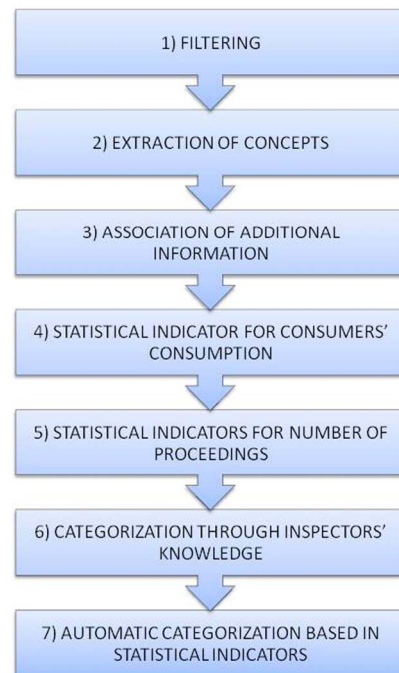 1) FILTERING
2) EXTRACTION OF CONCEPTS
3) ASSOCIATION OF ADDITIONAL
INFORMATION
4) STATISTICAL INDICATOR FOR CONSUMERS’
CONSUMPTION
5) STATISTICAL INDICATORS FOR NUMBER OF
PROCEEDINGS
6) CATEGORIZATION THROUGH INSPECTORS’
KNOWLEDGE
7) AUTOMATIC CATEGORIZATION BASED IN
STATISTICAL INDICATORS